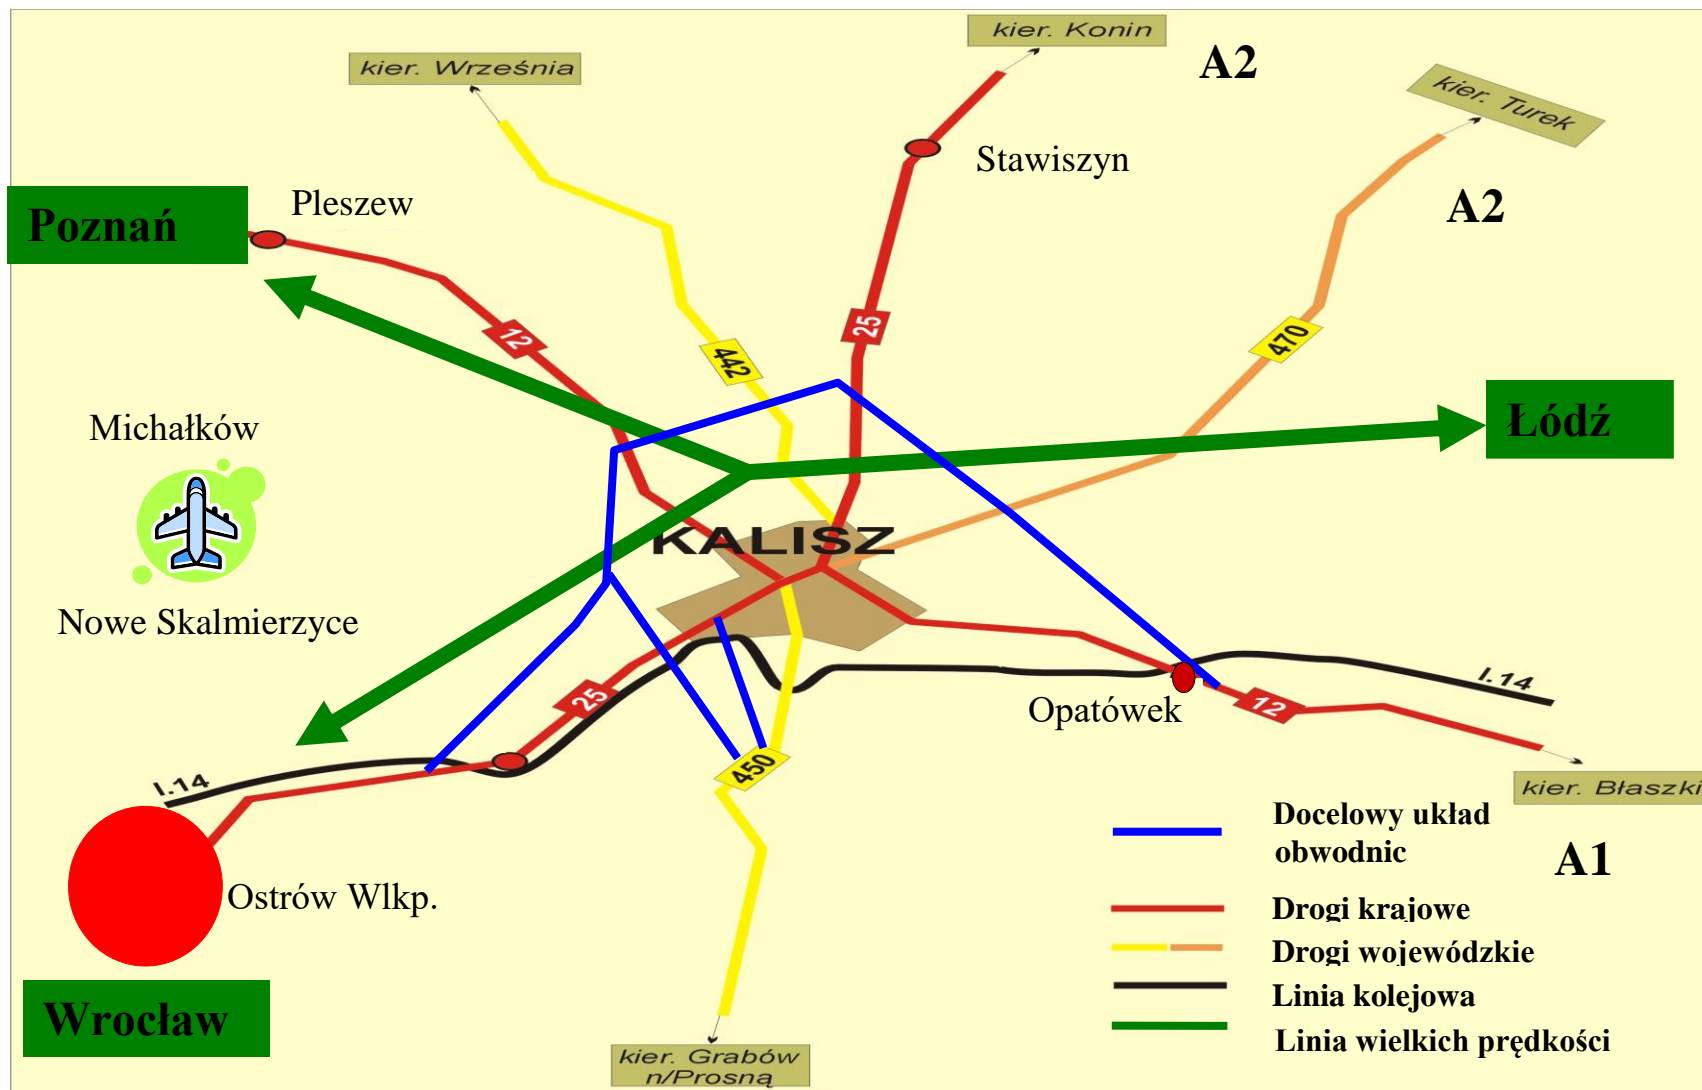 kier. Konin
A2
kier. Września
kier. Turek
Stawiszyn
Pleszew
A2
Poznań
12
25
442
470
Michałków
Łódź
KALISZ
Nowe Skalmierzyce
25
I.14
12
Opatówek
450
I.14
kier. Błaszki
Docelowy układ
obwodnic
A1
Ostrów Wlkp.
Drogi krajowe
Drogi wojewódzkie
Linia kolejowa
Wrocław
Linia wielkich prędkości
kier. Grabów
n/Prosną